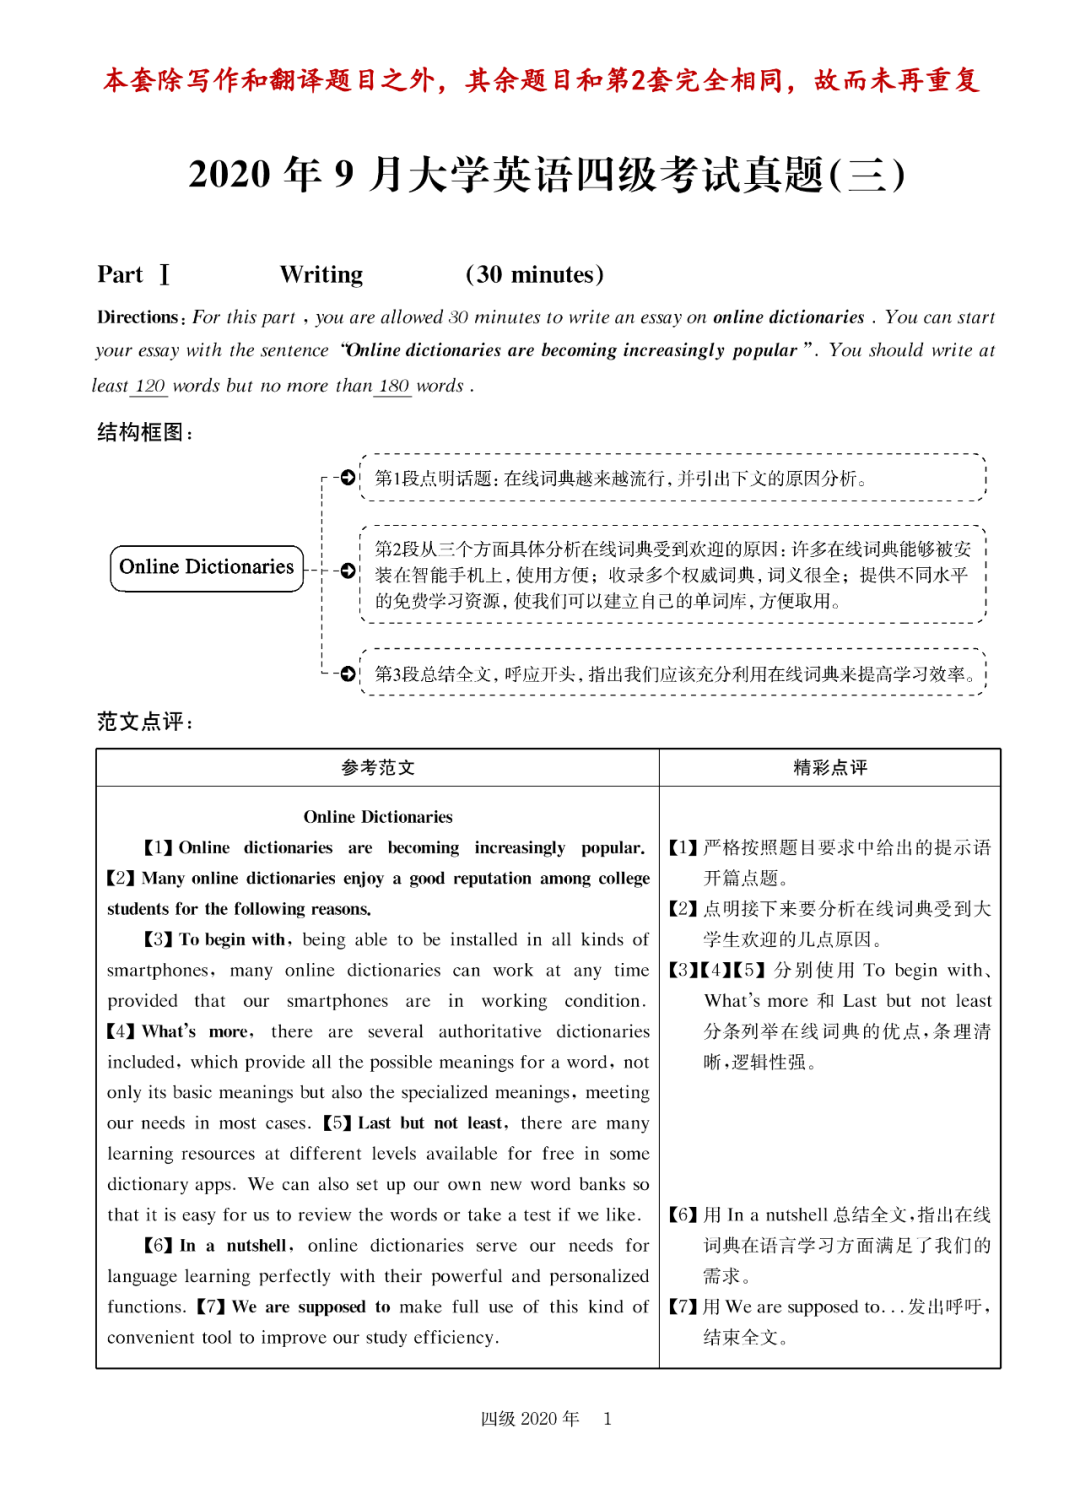 本套除写作和翻译题目之外，其余题目和第2套完全相同，故而未再重复
2020 年 9 月大学英语四级考试真题(三)
Part Ⅰ Writing (30 minutes)
Directions: For this part, you are allowed 30 minutes to write an essay on online dictionaries. You can start
your essay with the sentence “Online dictionaries are becoming increasingly popular”. You should write at
least 120 words but no more than 180 words.
结构框图：
第1段点明话题：在线词典越来越流行，并引出下文的原因分析。
Online Dictionaries
第2段从三个方面具体分析在线词典受到欢迎的原因：许多在线词典能够被安
装在智能手机上，使用方便；收录多个权威词典，词义很全；提供不同水平
的免费学习资源，使我们可以建立自己的单词库，方便取用。
第3段总结全文，呼应开头，指出我们应该充分利用在线词典来提高学习效率。
范文点评：
参考范文
Online Dictionaries
【1】Online dictionaries are becoming increasingly popular.
【2】Many online dictionaries enjoy a good reputation among college
students for the following reasons.
【3】To begin with, being able to be installed in all kinds of
smartphones, many online dictionaries can work at any time
provided that our smartphones are in working condition.
【4】What’s more, there are several authoritative dictionaries
included, which provide all the possible meanings for a word, not
only its basic meanings but also the specialized meanings, meeting
our needs in most cases. 【5】Last but not least, there are many
learning resources at different levels available for free in some
dictionary apps. We can also set up our own new word banks so
that it is easy for us to review the words or take a test if we like.
【6】In a nutshell, online dictionaries serve our needs for
language learning perfectly with their powerful and personalized
functions. 【7】We are supposed to make full use of this kind of
convenient tool to improve our study efficiency.
精彩点评
【1】严格按照题目要求中给出的提示语
开篇点题。
【2】点明接下来要分析在线词典受到大
学生欢迎的几点原因。
【3】【4】【5】分别使用 To begin with、
What’s more 和 Last but not least
分条列举在线词典的优点，条理清
晰，逻辑性强。
【6】用 In a nutshell 总结全文，指出在线
词典在语言学习方面满足了我们的
需求。
【7】用 We are supposed to...发出呼吁，
结束全文。
四级 2020 年 1